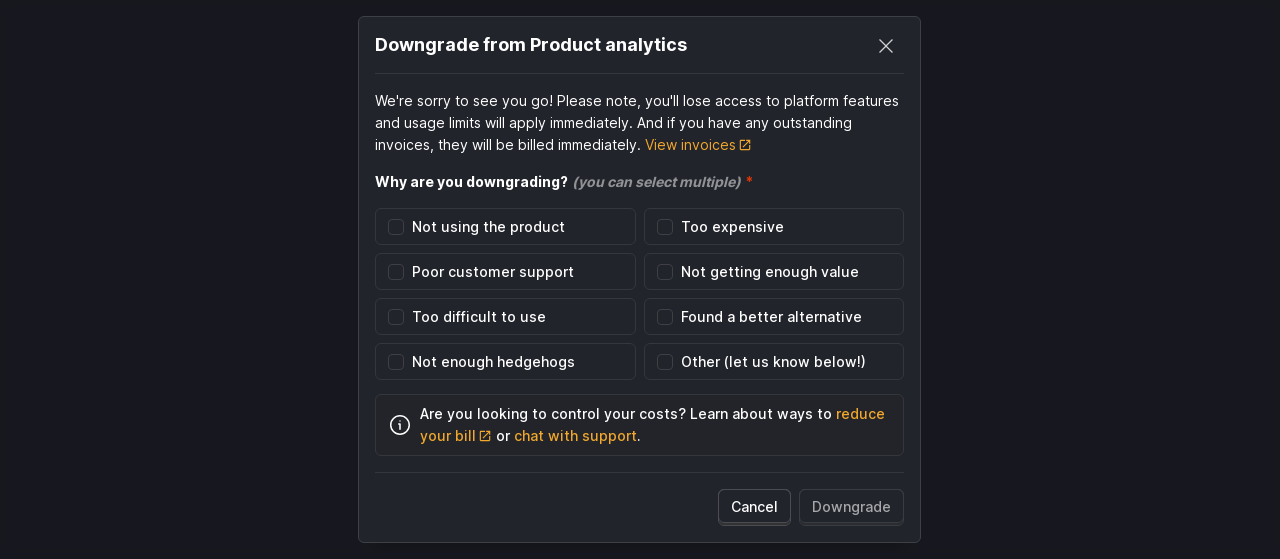 Downgrade from Product analytics
We're sorry to see you go! Please note, you'll lose access to platform features
and usage limits will apply immediately. And if you have any outstanding
invoices, they will be billed immediately. View invoices
Why are you downgrading? (you can select multiple) *
Not using the product
Too expensive
Poor customer support
Not getting enough value
Too difficult to use
Found a better alternative
Not enough hedgehogs
Other (let us know below!)
Are you looking to control your costs? Learn about ways to reduce
your bill or chat with support.
Cancel
Downgrade